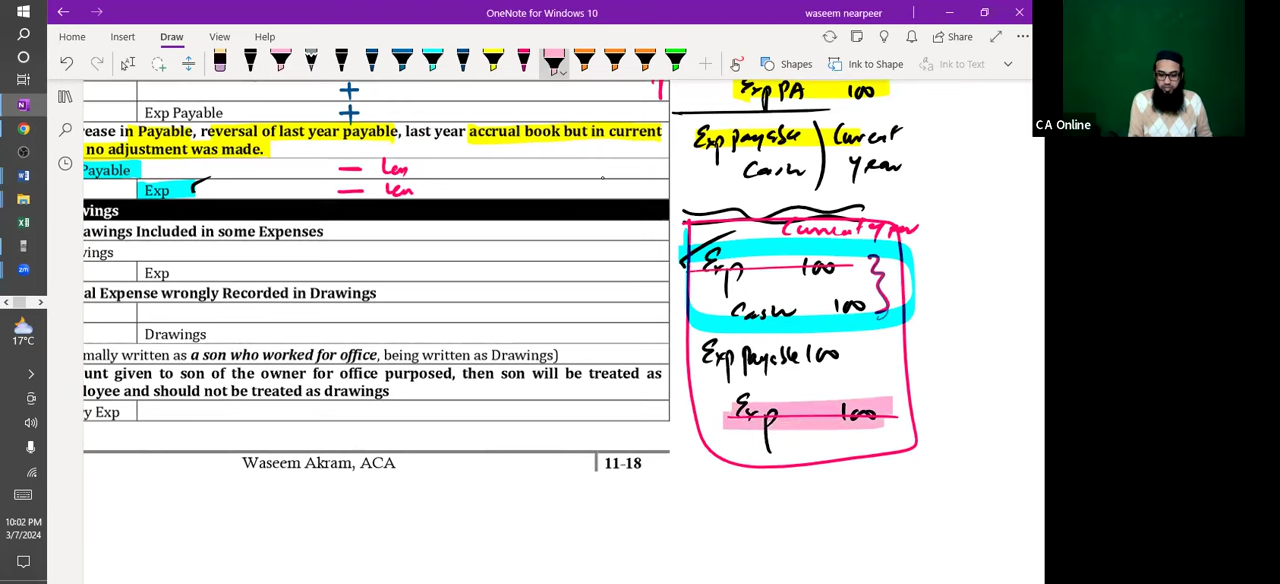 OneNote for Windows 10
waseem nearpeer
Home Insert Draw View Help
Share
Shapes
Ink to Shape
Ink to Text
Exp PA 100
Exp Payable
rease in Payable, reversal of last year payable, last year accrual book but in current
no adjustment was made.
Payable — Len
Exp — Len
wings
rawings Included in some Expenses
vings
Exp
al Expense wrongly Recorded in Drawings
Drawings
mally written as a son who worked for office, being written as Drawings)
unt given to son of the owner for office purposed, then son will be treated as
loyee and should not be treated as drawings
ry Exp
Waseem Akram, ACA
11-18
Exp payable
Cash
Current
year
Current year
Exp 100
Cash 100
Exp payable 100
Exp 100
C A Online
17°C
10:02 PM
3/7/2024